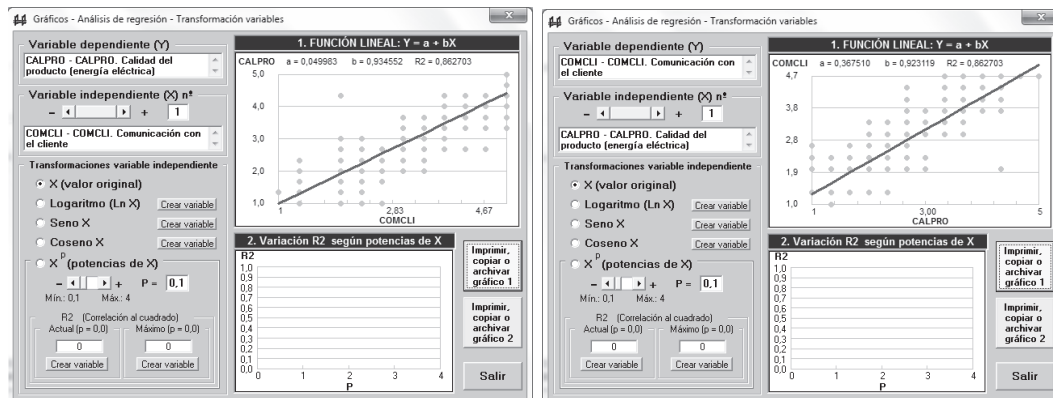 Gráficos - Análisis de regresión - Transformación variables
Variable dependiente (Y)
CALPRO - CALPRO. Calidad del
producto (energía eléctrica)
Variable independiente (X) nº
- + 1
COMCLI - COMCLI. Comunicación con
el cliente
Transformaciones variable independiente
X (valor original)
Logaritmo (Ln X) Crear variable
Seno X Crear variable
Coseno X Crear variable
X^p (potencias de X)
- + P = 0,1
Mín.: 0,1 Máx.: 4
R2 (Correlación al cuadrado)
Actual (p = 0,0) Máximo (p = 0,0)
0 0
Crear variable Crear variable
1. FUNCIÓN LINEAL: Y = a + bX
CALPRO a = 0,049983 b = 0,934552 R2 = 0,862703
5,0
4,0
3,0
2,0
1,0
1 2,83 4,67
COMCLI
2. Variación R2 según potencias de X
R2
1,0
0,9
0,8
0,7
0,6
0,5
0,4
0,3
0,2
0,1
0,0
0 1 2 3 4
P
Imprimir,
copiar o
archivar
gráfico 1
Imprimir,
copiar o
archivar
gráfico 2
Salir
Gráficos - Análisis de regresión - Transformación variables
Variable dependiente (Y)
COMCLI - COMCLI. Comunicación con
el cliente
Variable independiente (X) nº
- + 1
CALPRO - CALPRO. Calidad del
producto (energía eléctrica)
Transformaciones variable independiente
X (valor original)
Logaritmo (Ln X) Crear variable
Seno X Crear variable
Coseno X Crear variable
X^p (potencias de X)
- + P = 0,1
Mín.: 0,1 Máx.: 4
R2 (Correlación al cuadrado)
Actual (p = 0,0) Máximo (p = 0,0)
0 0
Crear variable Crear variable
1. FUNCIÓN LINEAL: Y = a + bX
COMCLI a = 0,367510 b = 0,923119 R2 = 0,862703
4,7
3,8
2,8
1,9
1,0
1 3,00 5
CALPRO
2. Variación R2 según potencias de X
R2
1,0
0,9
0,8
0,7
0,6
0,5
0,4
0,3
0,2
0,1
0,0
0 1 2 3 4
P
Imprimir,
copiar o
archivar
gráfico 1
Imprimir,
copiar o
archivar
gráfico 2
Salir